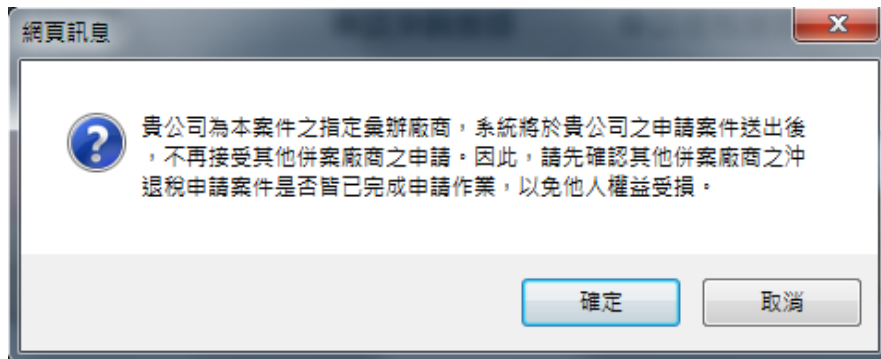 網頁訊息
貴公司為本案件之指定彙辦廠商，系統將於貴公司之申請案件送出後
，不再接受其他併案廠商之申請。因此，請先確認其他併案廠商之沖
退稅申請案件是否皆已完成申請作業，以免他人權益受損。
確定
取消